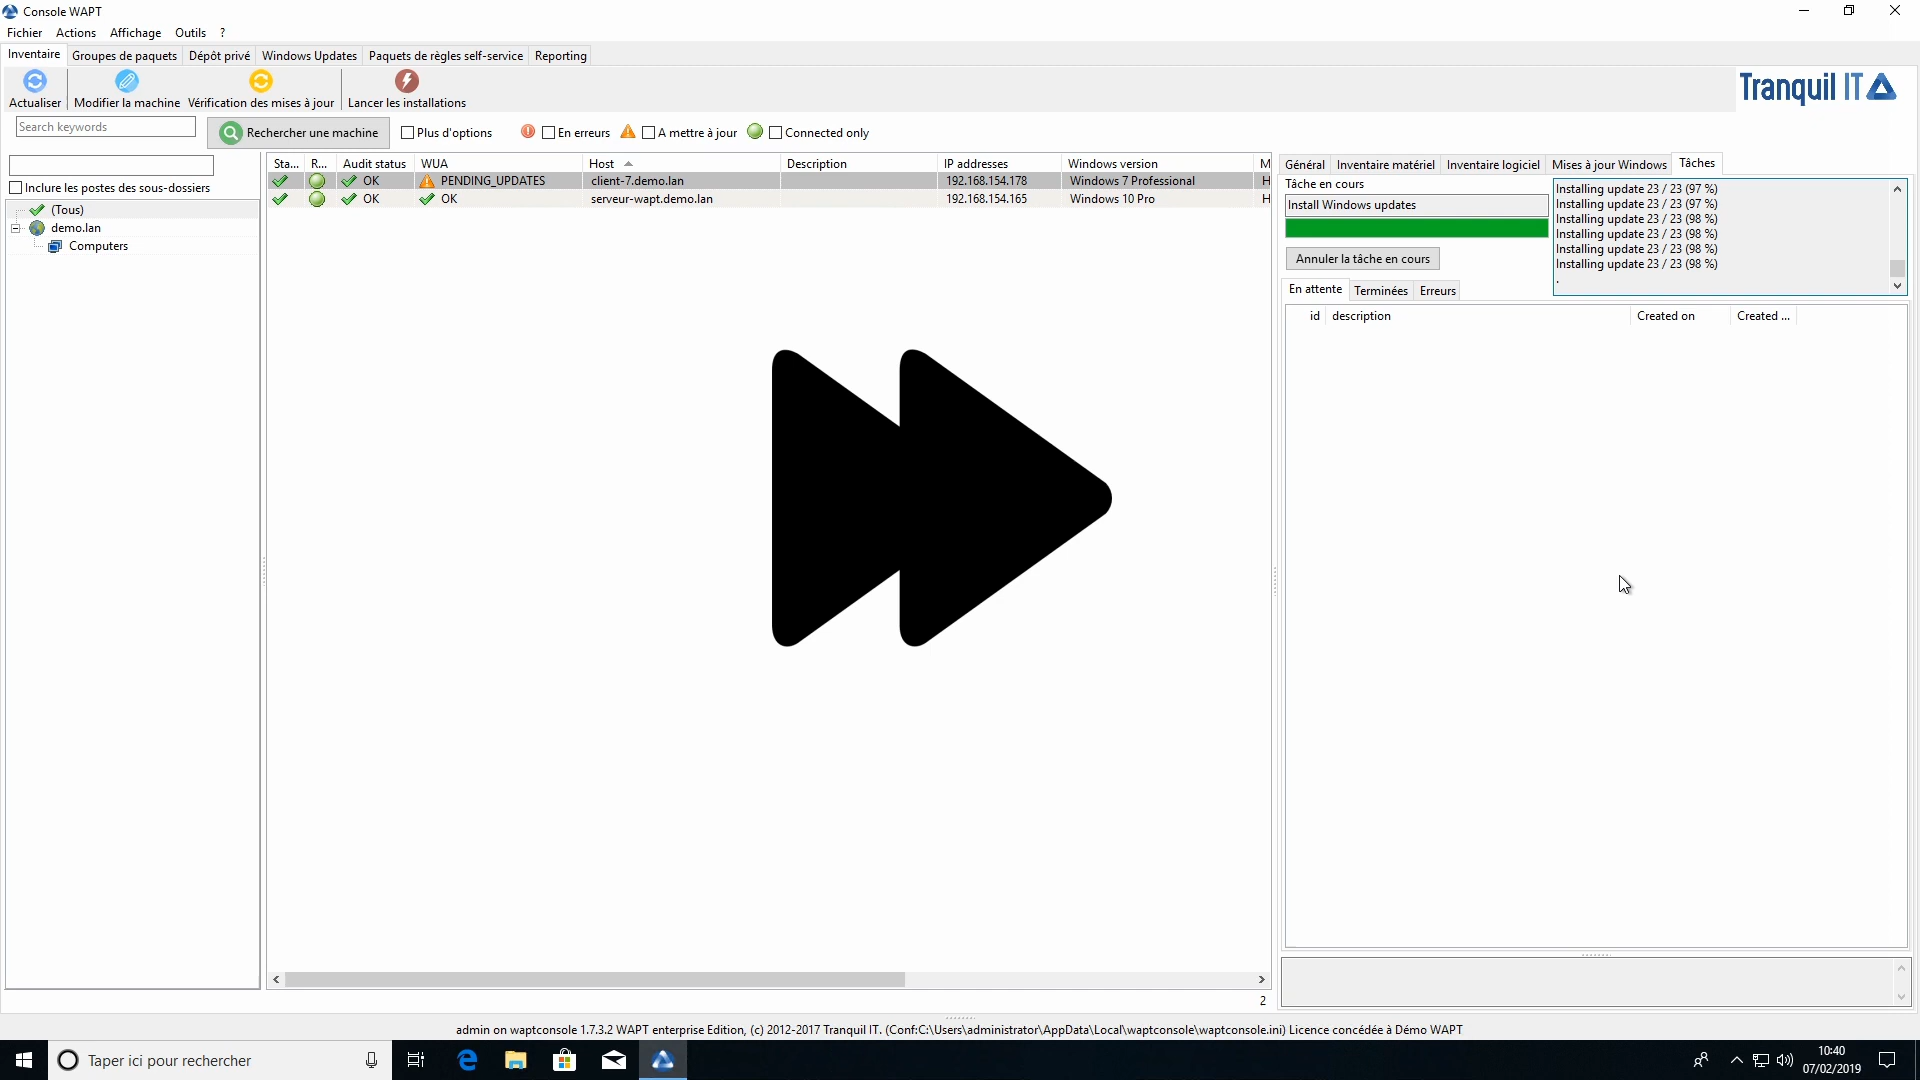 Console WAPT
Fichier Actions Affichage Outils ?
Inventaire Groupes de paquets Dépôt privé Windows Updates Paquets de règles self-service Reporting
Actualiser Modifier la machine Vérification des mises à jour Lancer les installations
Tranquil IT
Search keywords
Rechercher une machine Plus d'options En erreurs A mettre à jour Connected only
Inclure les postes des sous-dossiers
(Tous)
demo.lan
Computers
Sta... R... Audit status WUA Host Description IP addresses Windows version M
OK PENDING_UPDATES client-7.demo.lan 192.168.154.178 Windows 7 Professional H
OK OK serveur-wapt.demo.lan 192.168.154.165 Windows 10 Pro H
2
Général Inventaire matériel Inventaire logiciel Mises à jour Windows Tâches
Tâche en cours
Install Windows updates
Annuler la tâche en cours
Installing update 23 / 23 (97 %)
Installing update 23 / 23 (97 %)
Installing update 23 / 23 (98 %)
Installing update 23 / 23 (98 %)
Installing update 23 / 23 (98 %)
Installing update 23 / 23 (98 %)
.
En attente Terminées Erreurs
id description Created on Created ...
admin on waptconsole 1.7.3.2 WAPT enterprise Edition, (c) 2012-2017 Tranquil IT. (Conf:C:\Users\administrator\AppData\Local\waptconsole\waptconsole.ini) Licence concédée à Démo WAPT
Taper ici pour rechercher
10:40
07/02/2019